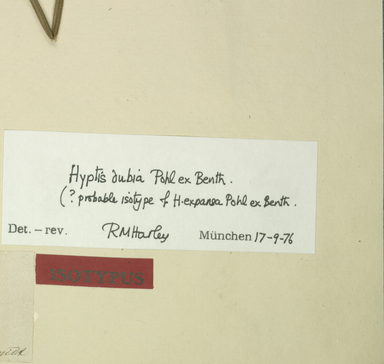 Hyptis dubia Pohl ex Benth.
(? probable isotype of H. expansa Pohl ex Benth.
Det. – rev. RMHarley München 17-9-76
ISOTYPUS